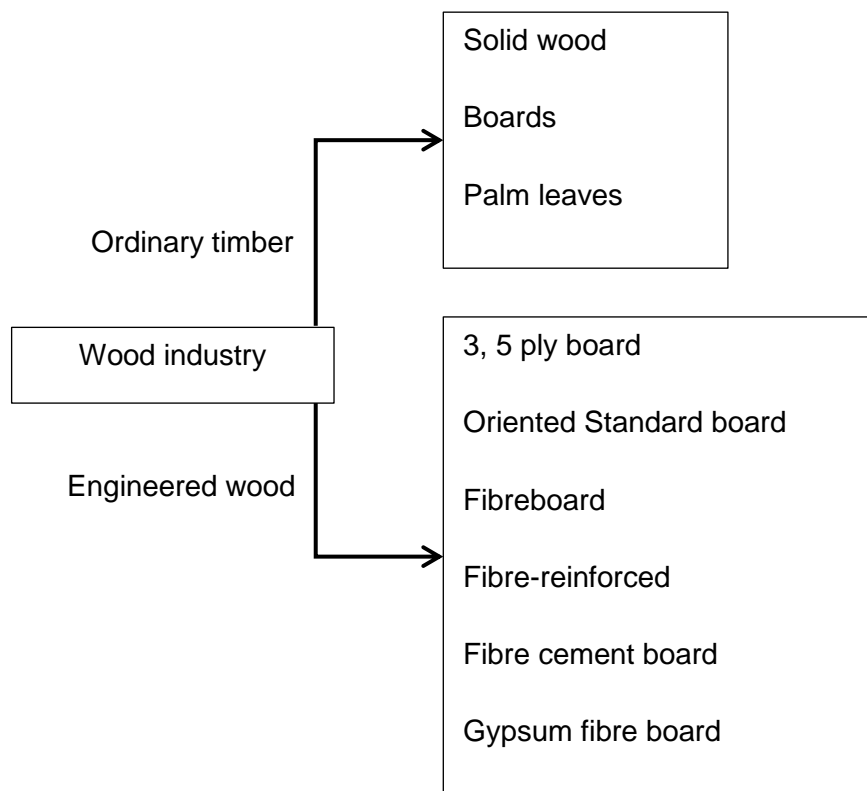 Solid wood
Boards
Palm leaves
Ordinary timber
Wood industry
Engineered wood
3, 5 ply board
Oriented Standard board
Fibreboard
Fibre-reinforced
Fibre cement board
Gypsum fibre board